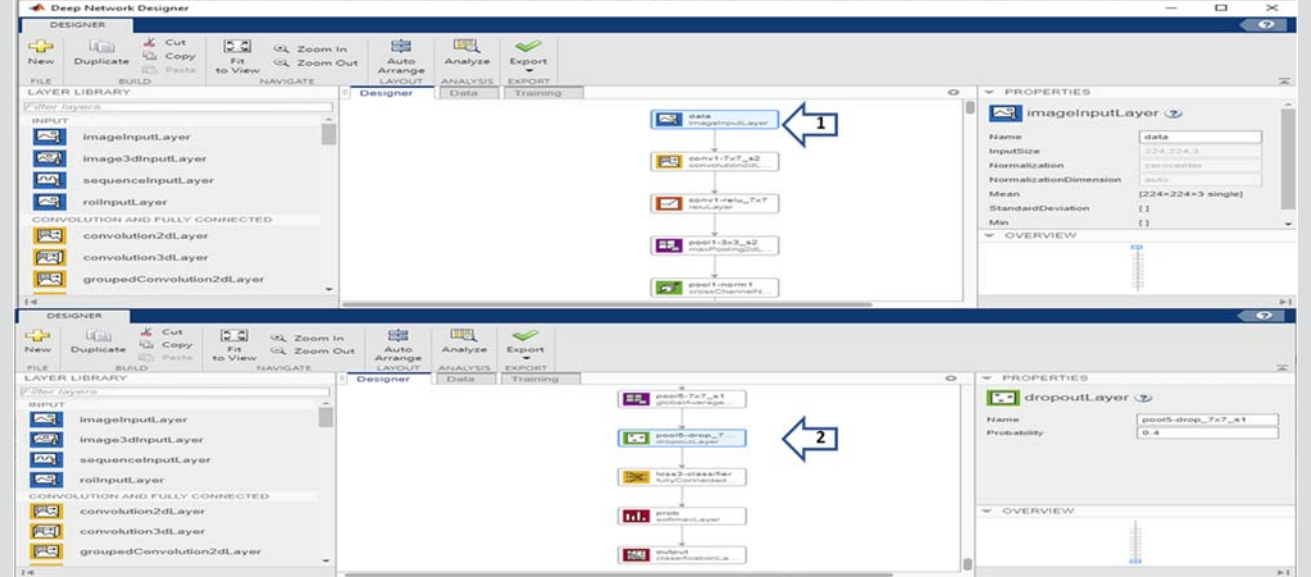 Deep Network Designer
DESIGNER
New
Duplicate
Cut
Copy
Paste
Fit
to View
Zoom In
Zoom Out
Auto
Arrange
Analyze
Export
FILE
BUILD
NAVIGATE
LAYOUT
ANALYSIS
EXPORT
LAYER LIBRARY
Filter layers...
INPUT
imageInputLayer
image3dInputLayer
sequenceInputLayer
roiInputLayer
CONVOLUTION AND FULLY CONNECTED
convolution2dLayer
convolution3dLayer
groupedConvolution2dLayer
Designer
Data
Training
data
imageInputLayer
1
conv1-7x7_s2
convolution2dL...
conv1-relu_7x7
reluLayer
pool1-3x3_s2
maxPooling2dL...
pool1-norm1
crossChannelN...
PROPERTIES
imageInputLayer
Name
data
InputSize
224,224,3
Normalization
zerocenter
NormalizationDimension
auto
Mean
[224×224×3 single]
StandardDeviation
[ ]
Min
[ ]
OVERVIEW
DESIGNER
New
Duplicate
Cut
Copy
Paste
Fit
to View
Zoom In
Zoom Out
Auto
Arrange
Analyze
Export
FILE
BUILD
NAVIGATE
LAYOUT
ANALYSIS
EXPORT
LAYER LIBRARY
Filter layers...
INPUT
imageInputLayer
image3dInputLayer
sequenceInputLayer
roiInputLayer
CONVOLUTION AND FULLY CONNECTED
convolution2dLayer
convolution3dLayer
groupedConvolution2dLayer
Designer
Data
Training
pool5-7x7_s1
globalAverage...
pool5-drop_7...
dropoutLayer
2
loss3-classifier
fullyConnected...
prob
softmaxLayer
output
classificationLa...
PROPERTIES
dropoutLayer
Name
pool5-drop_7x7_s1
Probability
0.4
OVERVIEW